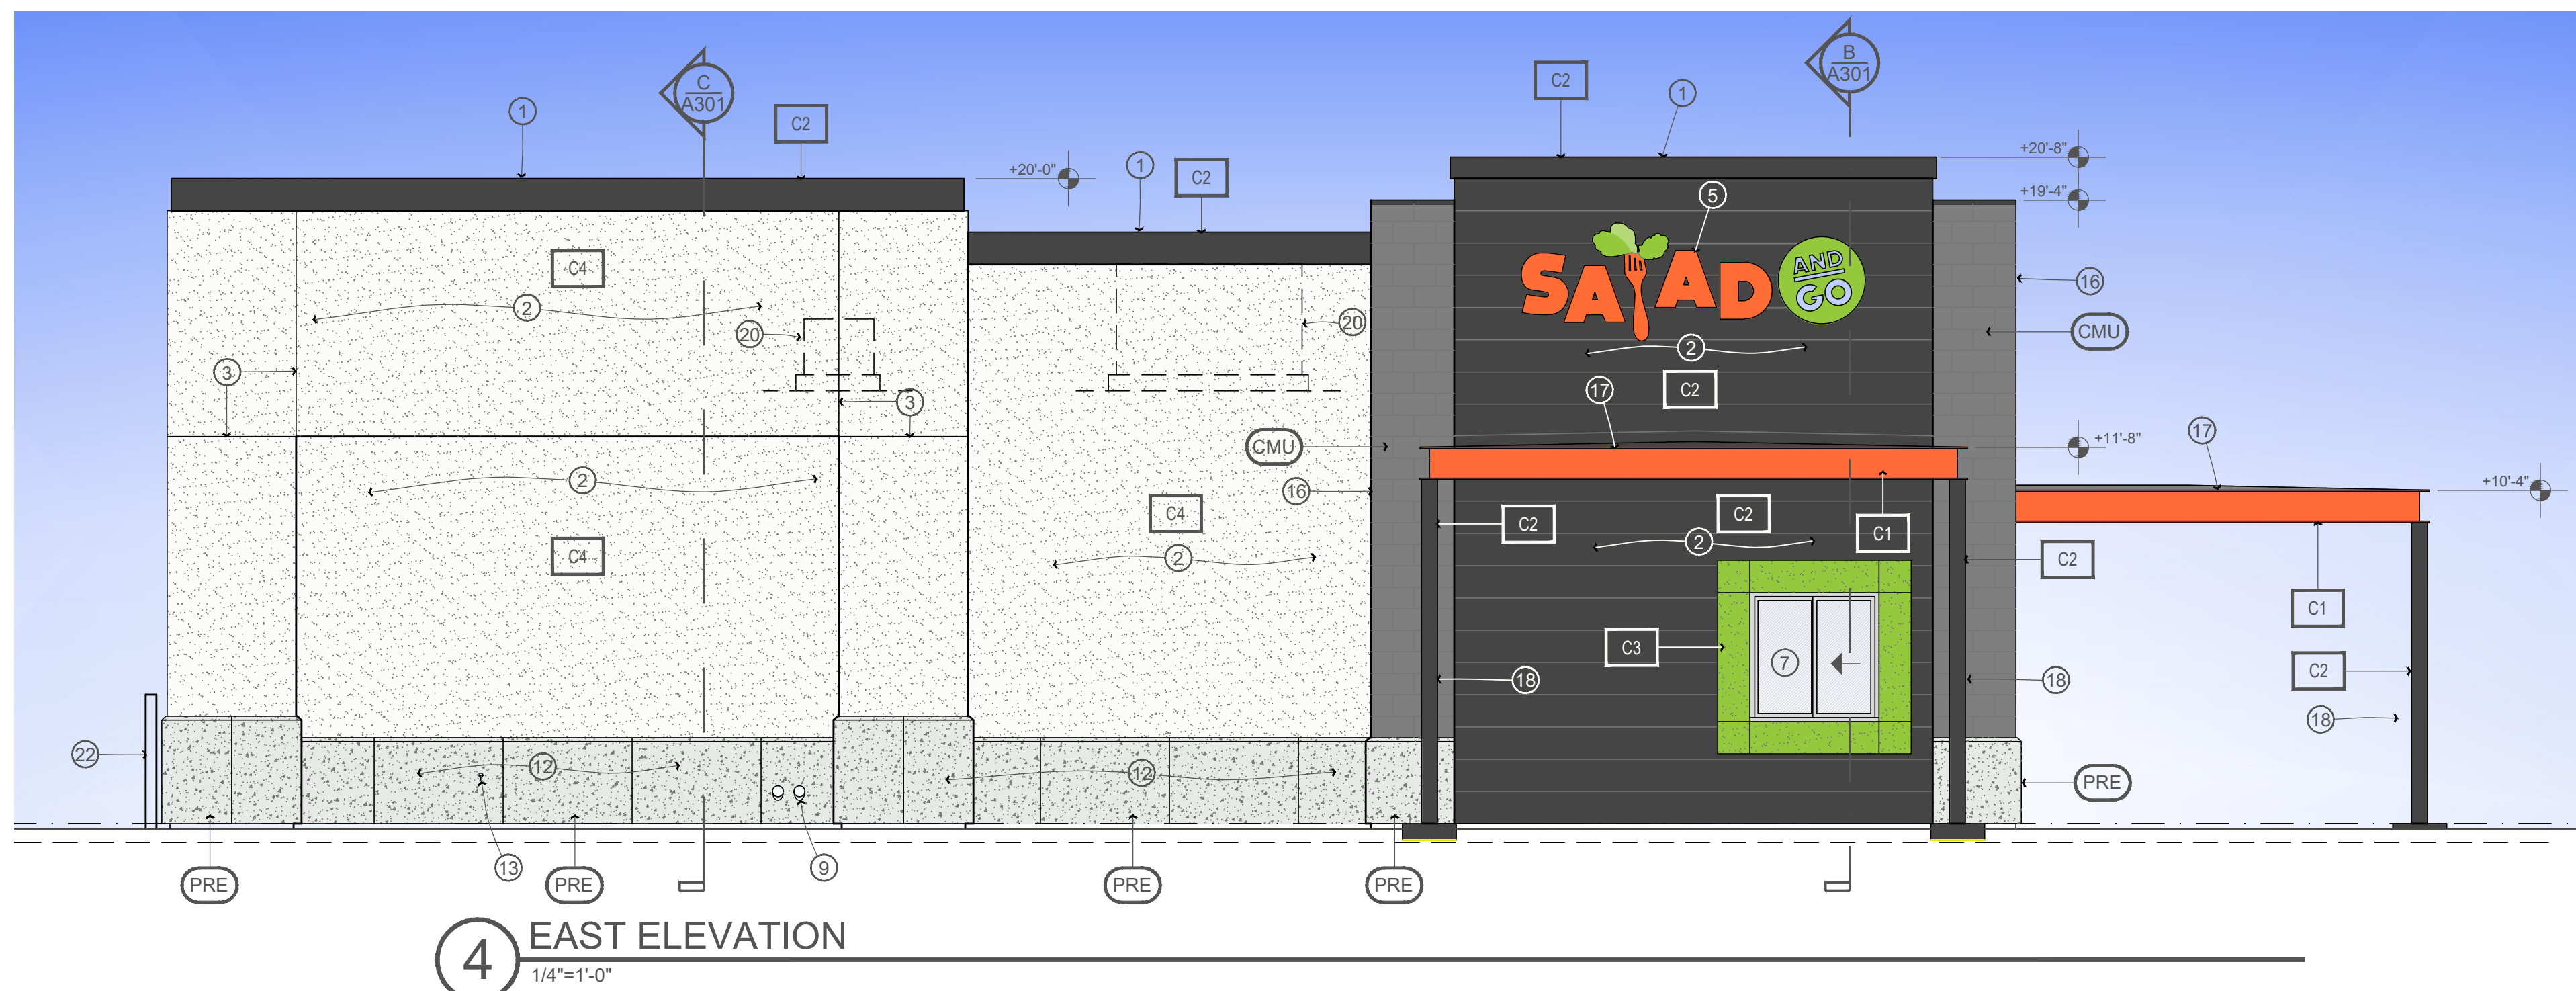 B
A301
C
A301
C2
1
1
C2
+20'-8"
1
C2
+20'-0"
+19'-4"
5
C4
SALAD
AND
GO
16
2
20
20
CMU
2
3
C2
17
3
17
CMU
+11'-8"
2
16
+10'-4"
C4
C2
C2
C1
2
C4
2
C2
C1
C3
7
C2
18
18
18
22
12
12
PRE
13
9
PRE
PRE
PRE
PRE
4
EAST ELEVATION
1/4"=1'-0"